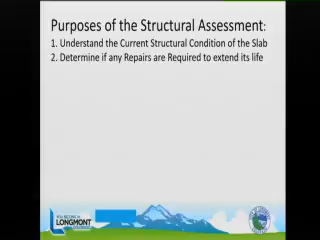 Purposes of the Structural Assessment:
1. Understand the Current Structural Condition of the Slab
2. Determine if any Repairs are Required to extend its life
LONGMONT